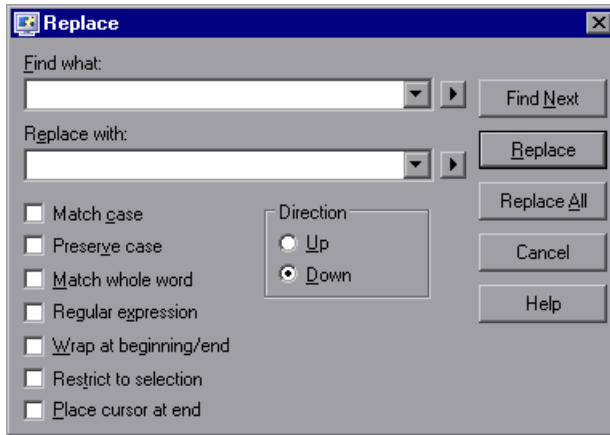 Replace
Find what:
Find Next
Replace with:
Replace
Replace All
Cancel
Help
Match case
Preserve case
Match whole word
Regular expression
Wrap at beginning/end
Restrict to selection
Place cursor at end
Direction
Up
Down